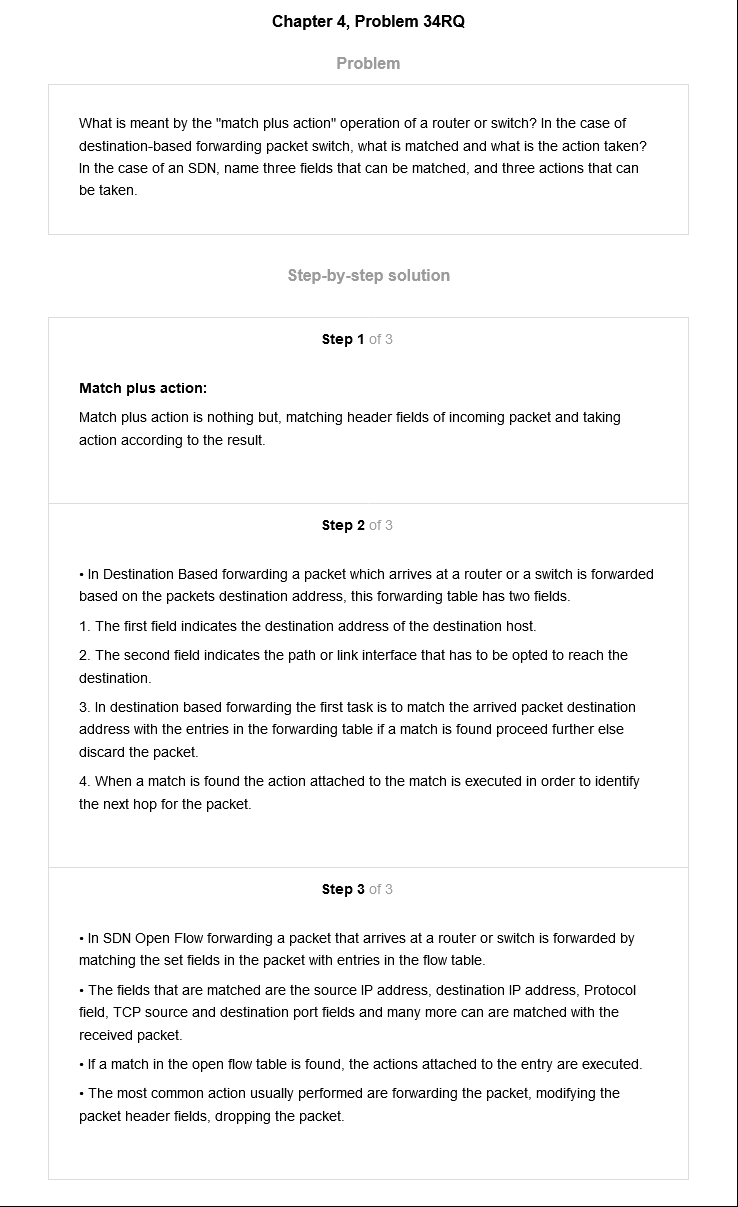 Chapter 4, Problem 34RQ
Problem
What is meant by the "match plus action" operation of a router or switch? In the case of
destination-based forwarding packet switch, what is matched and what is the action taken?
In the case of an SDN, name three fields that can be matched, and three actions that can
be taken.
Step-by-step solution
Step 1 of 3
Match plus action:
Match plus action is nothing but, matching header fields of incoming packet and taking
action according to the result.
Step 2 of 3
• In Destination Based forwarding a packet which arrives at a router or a switch is forwarded
based on the packets destination address, this forwarding table has two fields.
1. The first field indicates the destination address of the destination host.
2. The second field indicates the path or link interface that has to be opted to reach the
destination.
3. In destination based forwarding the first task is to match the arrived packet destination
address with the entries in the forwarding table if a match is found proceed further else
discard the packet.
4. When a match is found the action attached to the match is executed in order to identify
the next hop for the packet.
Step 3 of 3
• In SDN Open Flow forwarding a packet that arrives at a router or switch is forwarded by
matching the set fields in the packet with entries in the flow table.
• The fields that are matched are the source IP address, destination IP address, Protocol
field, TCP source and destination port fields and many more can are matched with the
received packet.
• If a match in the open flow table is found, the actions attached to the entry are executed.
• The most common action usually performed are forwarding the packet, modifying the
packet header fields, dropping the packet.